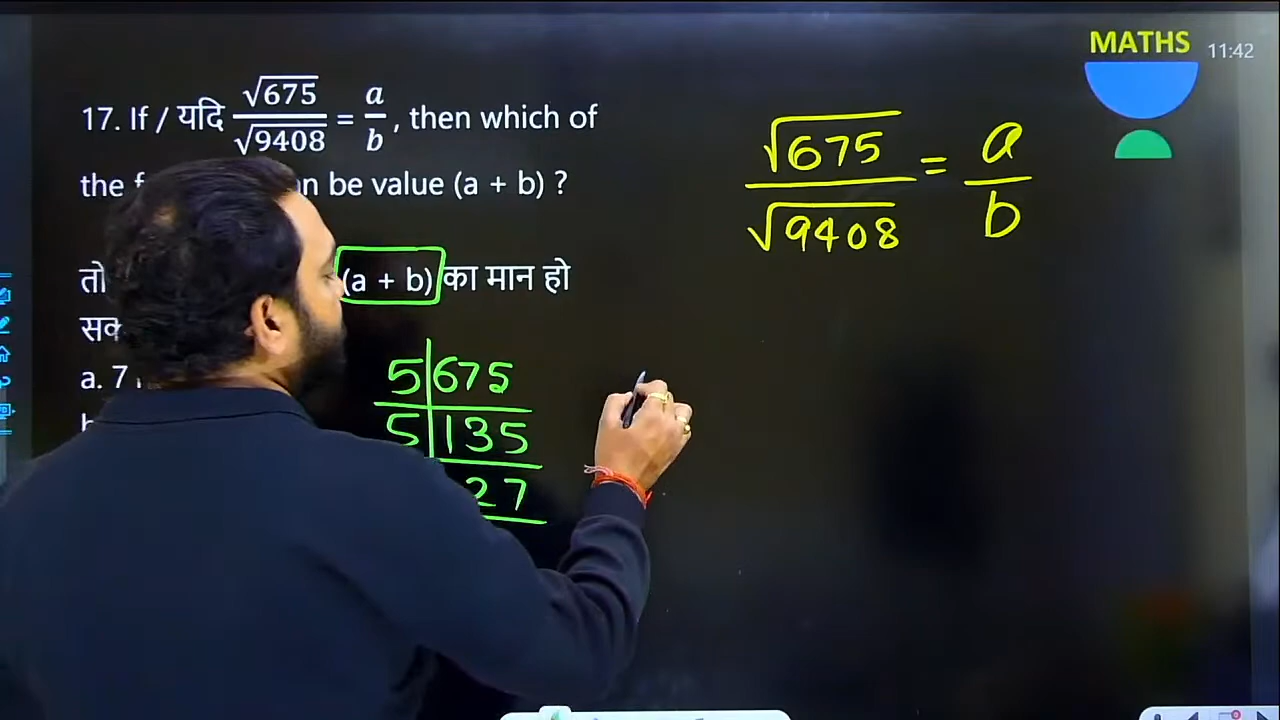 MATHS
11:42
17. If / यदि √675/√9408 = a/b, then which of
the n be value (a + b) ?
तो (a + b) का मान हो
a. 7
√675/√9408 = a/b
5 | 675
5 | 135
27